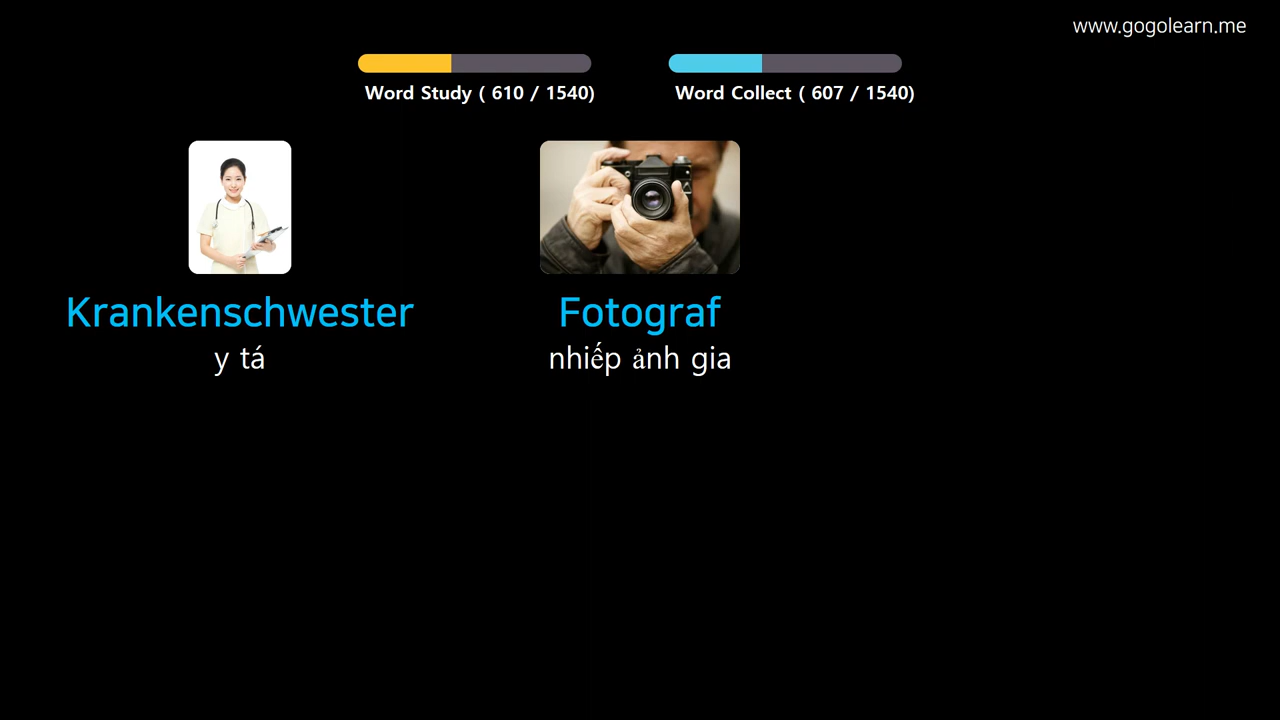 www.gogolearn.me
Word Study ( 610 / 1540)
Word Collect ( 607 / 1540)
Krankenschwester
y tá
Fotograf
nhiếp ảnh gia